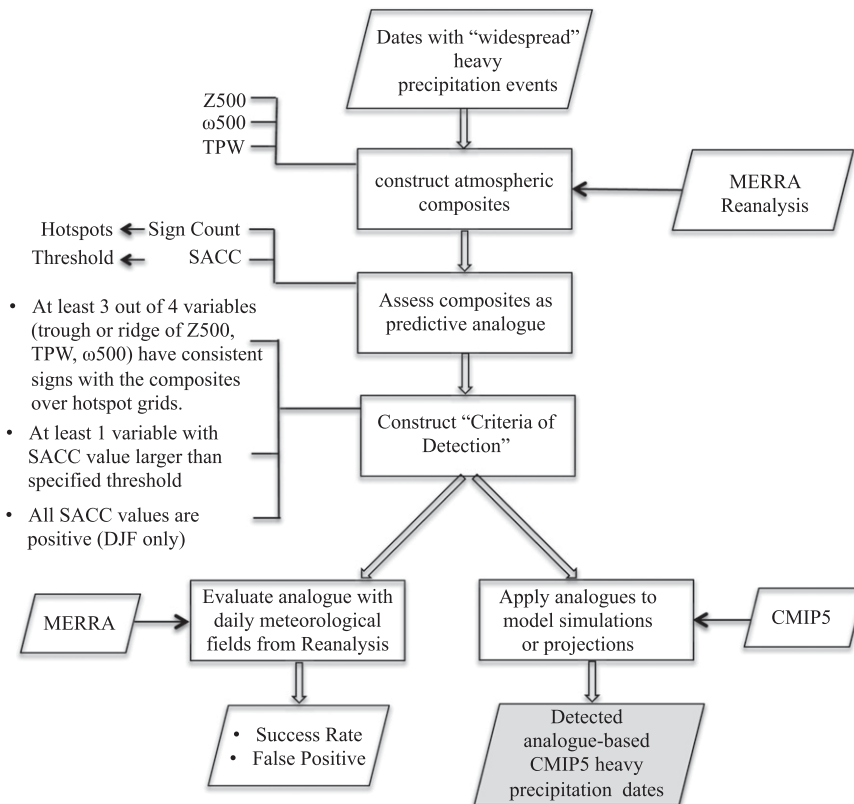 Dates with “widespread”
heavy
precipitation events
Z500
ω500
TPW
construct atmospheric
composites
MERRA
Reanalysis
Hotspots
Sign Count
Threshold
SACC
Assess composites as
predictive analogue
• At least 3 out of 4 variables
(trough or ridge of Z500,
TPW, ω500) have consistent
signs with the composites
over hotspot grids.
• At least 1 variable with
SACC value larger than
specified threshold
• All SACC values are
positive (DJF only)
Construct “Criteria of
Detection”
MERRA
Evaluate analogue with
daily meteorological
fields from Reanalysis
Apply analogues to
model simulations
or projections
CMIP5
• Success Rate
• False Positive
Detected
analogue-based
CMIP5 heavy
precipitation dates